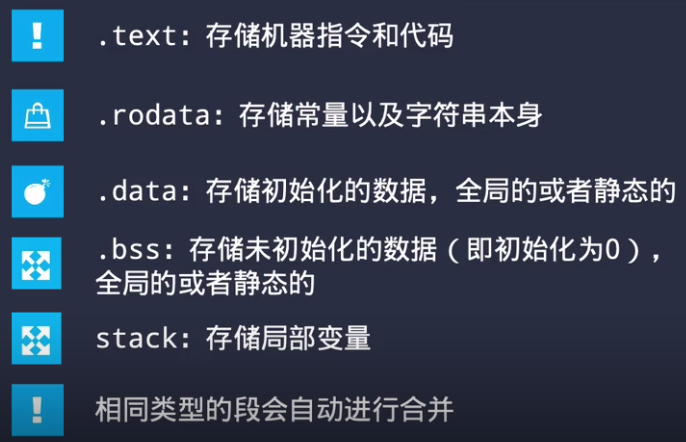 .text：存储机器指令和代码
.rodata：存储常量以及字符串本身
.data：存储初始化的数据，全局的或者静态的
.bss：存储未初始化的数据（即初始化为0），
全局的或者静态的
stack：存储局部变量
相同类型的段会自动进行合并